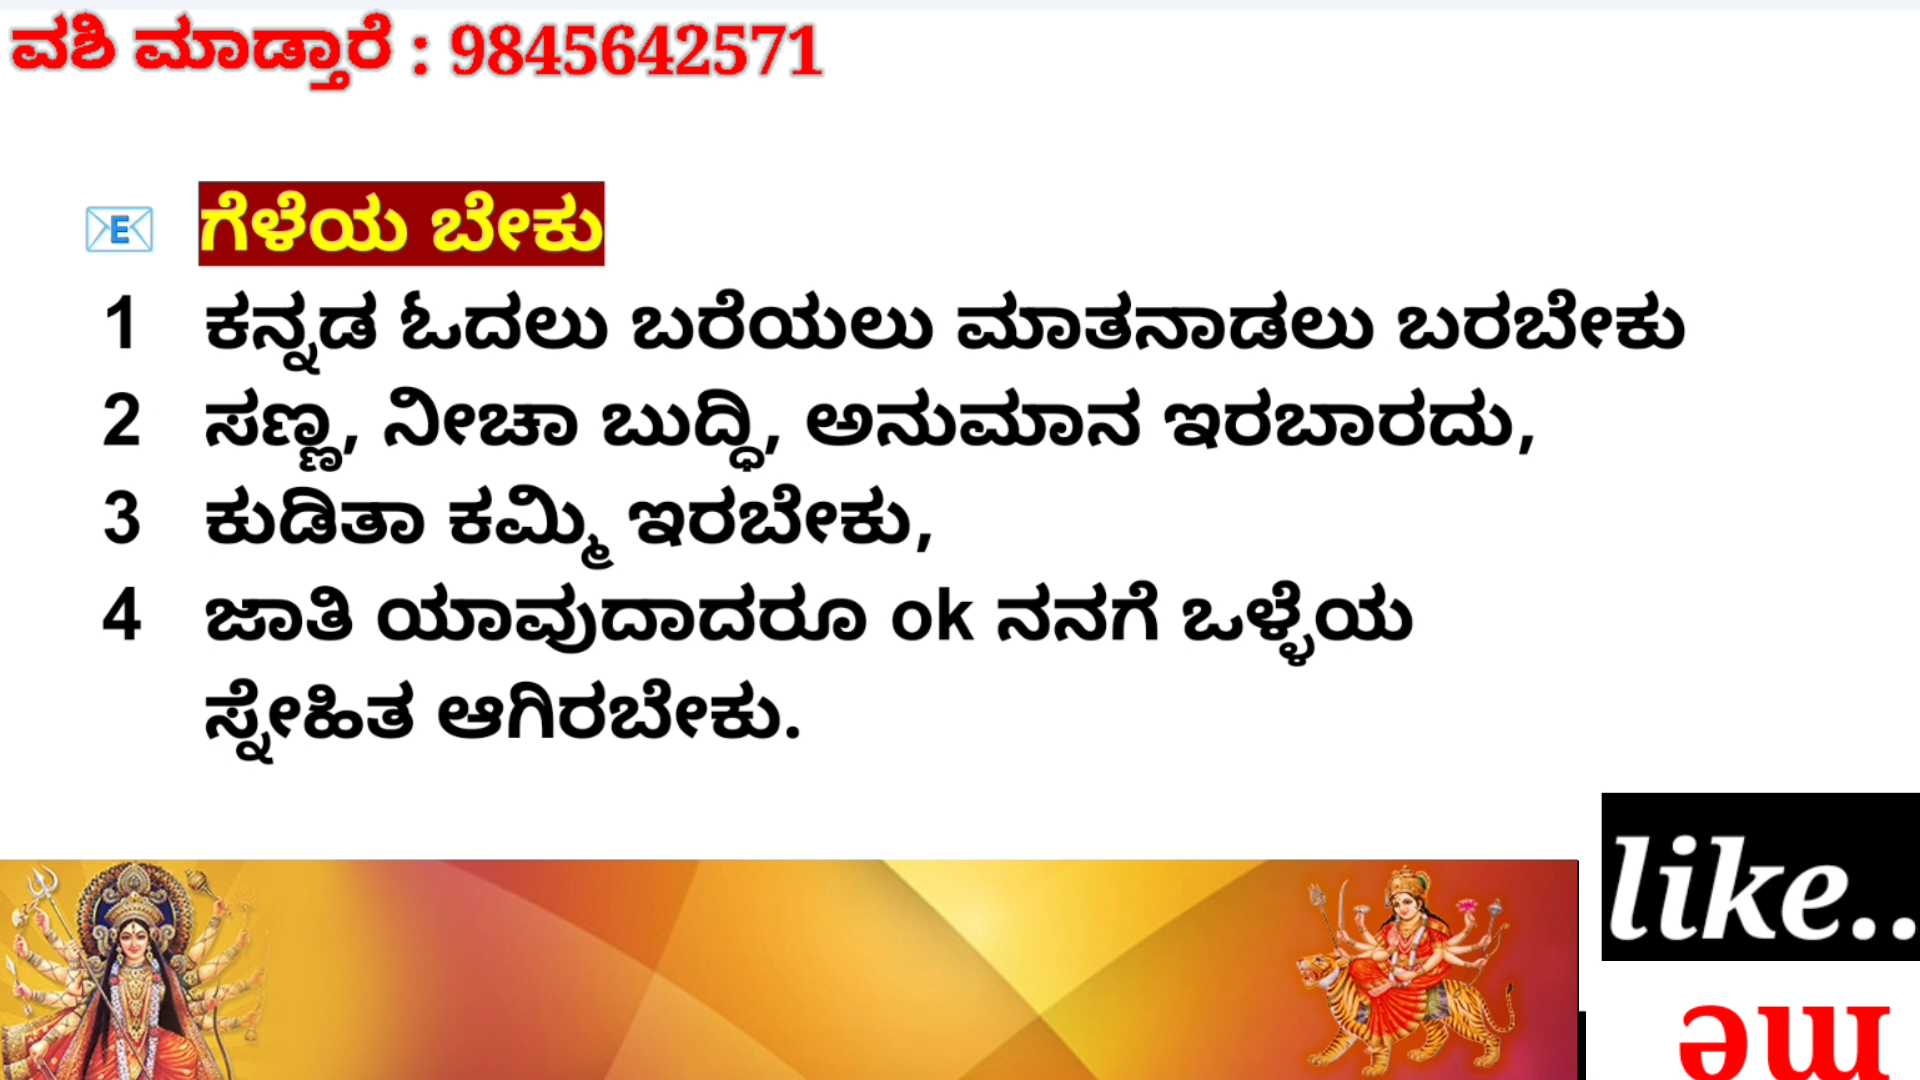 ವಶಿ ಮಾಡ್ತಾರೆ : 9845642571
📧 ಗೆಳೆಯ ಬೇಕು
1 ಕನ್ನಡ ಓದಲು ಬರೆಯಲು ಮಾತನಾಡಲು ಬರಬೇಕು
2 ಸಣ್ಣ, ನೀಚಾ ಬುದ್ಧಿ, ಅನುಮಾನ ಇರಬಾರದು,
3 ಕುಡಿತಾ ಕಮ್ಮಿ ಇರಬೇಕು,
4 ಜಾತಿ ಯಾವುದಾದರೂ ok ನನಗೆ ಒಳ್ಳೆಯ
ಸ್ನೇಹಿತ ಆಗಿರಬೇಕು.
like..
me